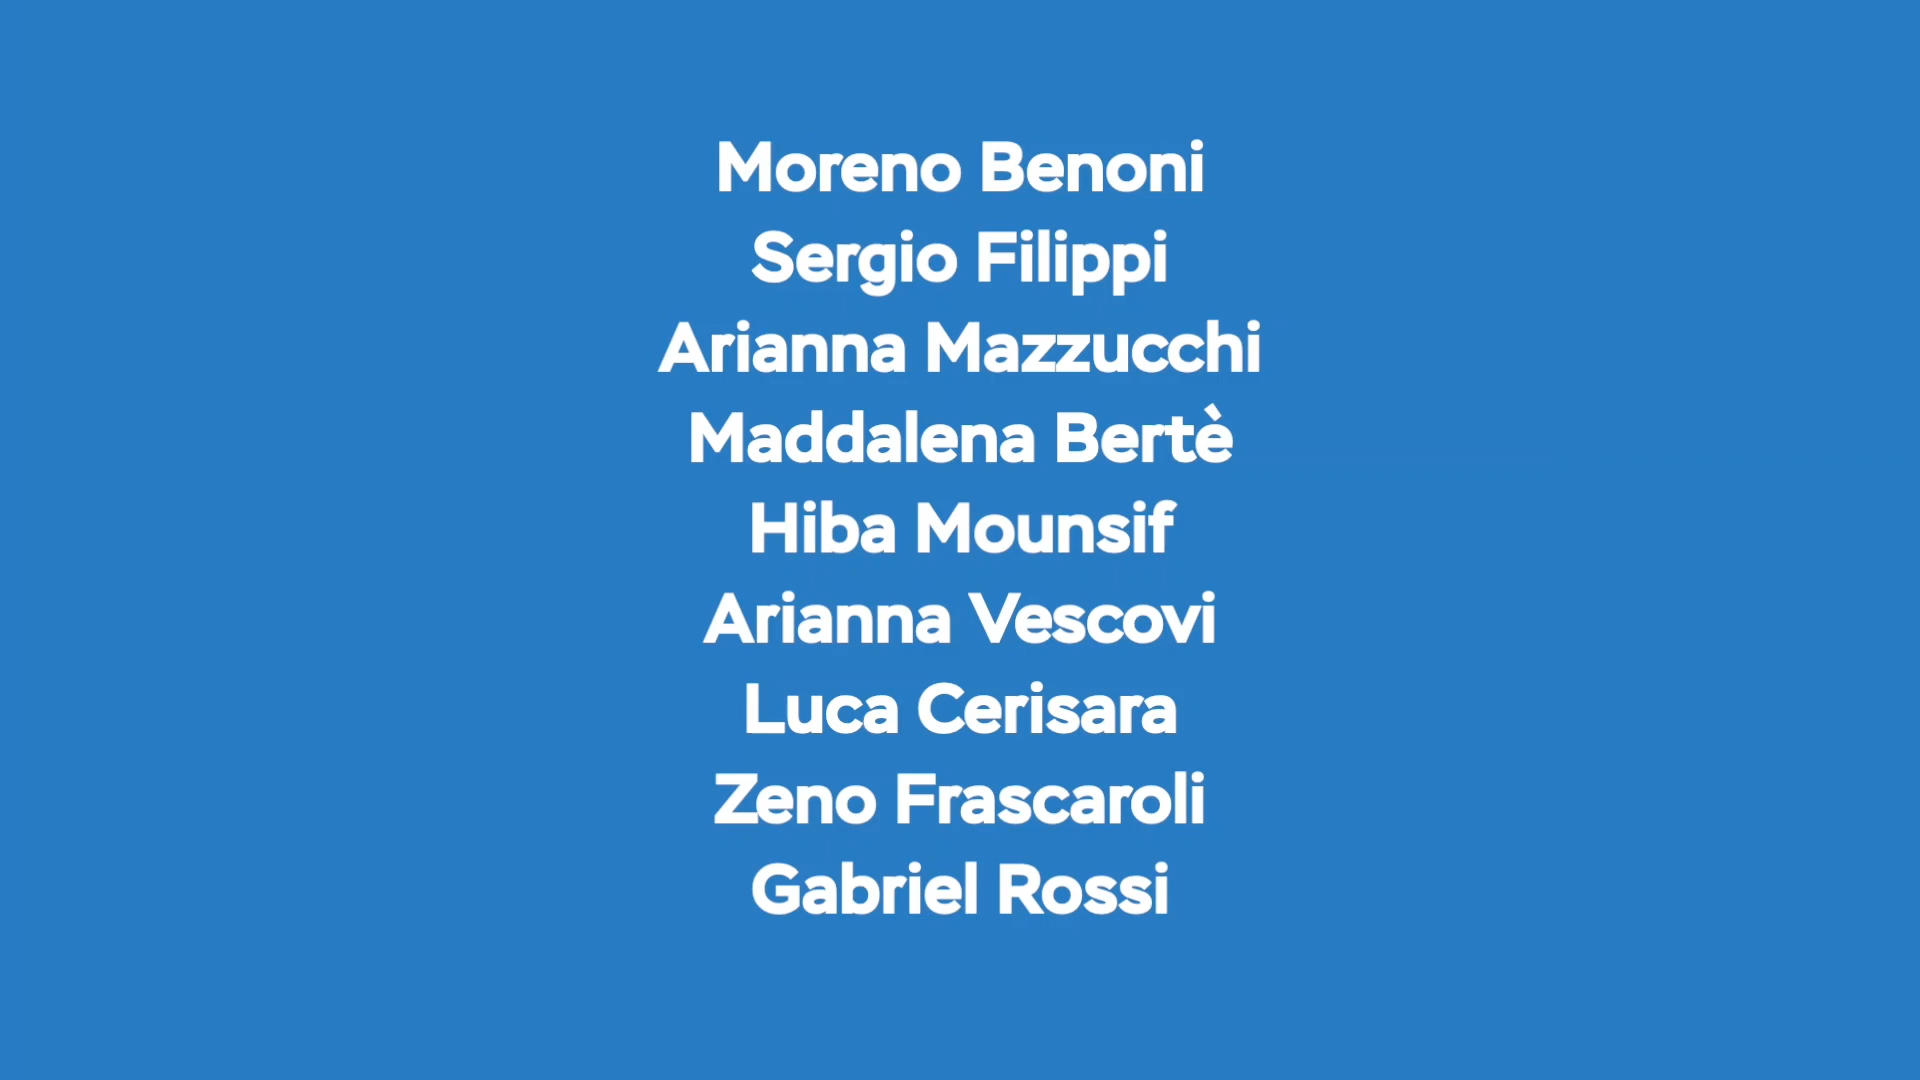 Moreno Benoni
Sergio Filippi
Arianna Mazzucchi
Maddalena Bertè
Hiba Mounsif
Arianna Vescovi
Luca Cerisara
Zeno Frascaroli
Gabriel Rossi